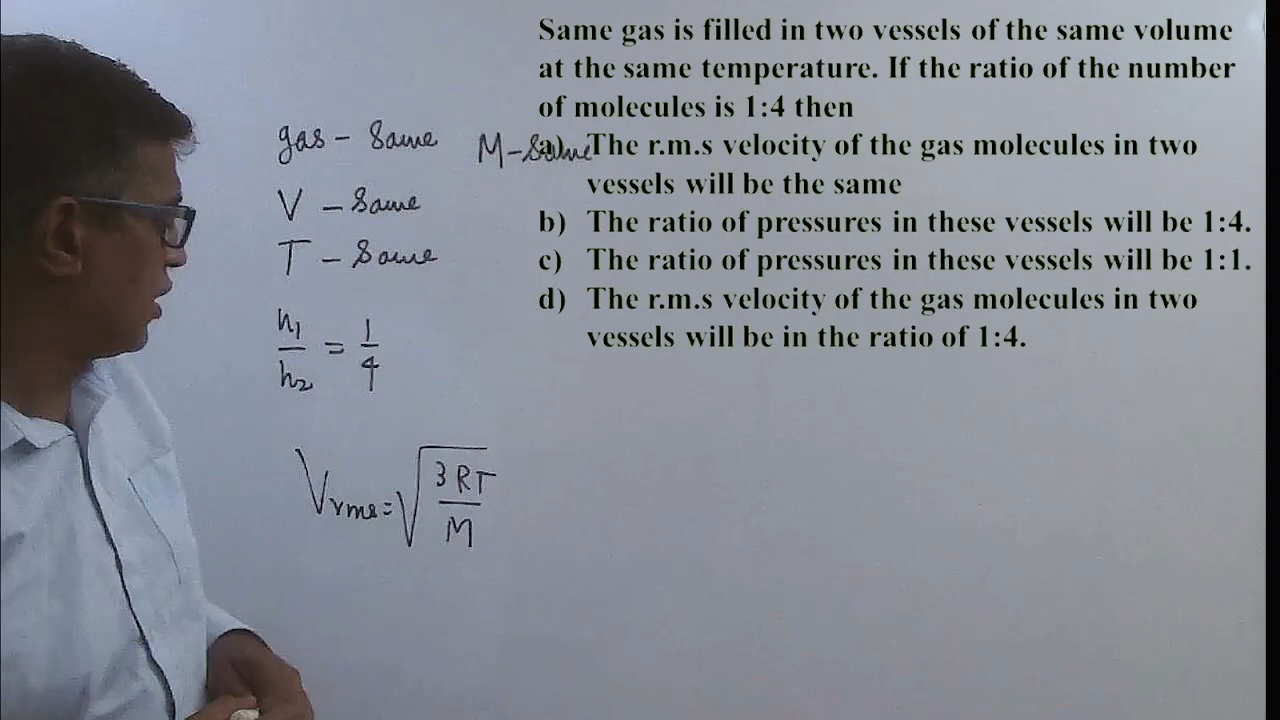 Same gas is filled in two vessels of the same volume
at the same temperature. If the ratio of the number
of molecules is 1:4 then
a) The r.m.s velocity of the gas molecules in two
vessels will be the same
b) The ratio of pressures in these vessels will be 1:4.
c) The ratio of pressures in these vessels will be 1:1.
d) The r.m.s velocity of the gas molecules in two
vessels will be in the ratio of 1:4.
gas - Same M - Same
V - Same
T - Same
n₁/n₂ = 1/4
Vrms = √(3RT/M)